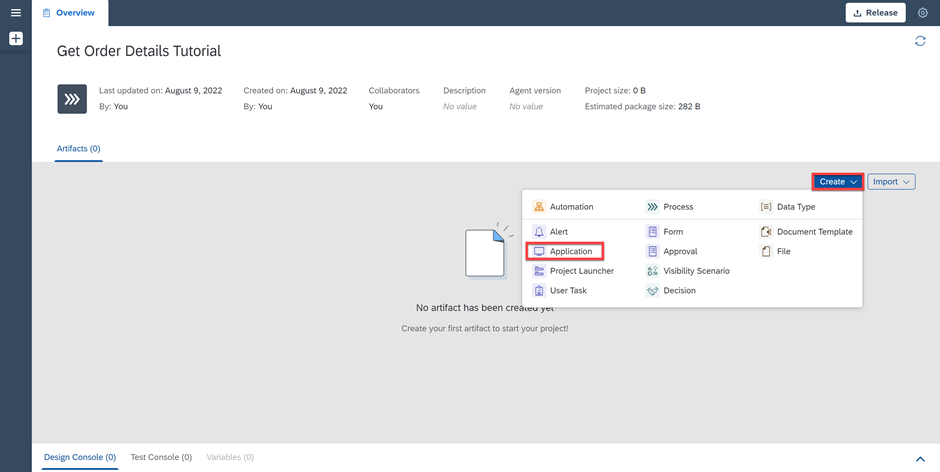 Overview
Release
Get Order Details Tutorial
Last updated on: August 9, 2022
By: You
Created on: August 9, 2022
By: You
Collaborators
You
Description
No value
Agent version
No value
Project size: 0 B
Estimated package size: 282 B
Artifacts (0)
Create
Import
Automation
Process
Data Type
Alert
Form
Document Template
Application
Approval
File
Project Launcher
Visibility Scenario
User Task
Decision
No artifact has been created yet
Create your first artifact to start your project!
Design Console (0)
Test Console (0)
Variables (0)